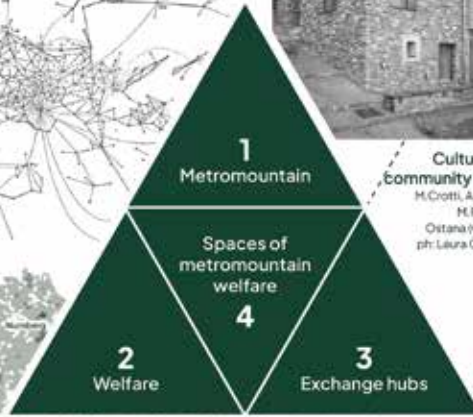 1
Metromountain
Spaces of
metromountain
welfare
4
2
Welfare
3
Exchange hubs
Cultu
community
M.Crotti, A
M.
Ostana
ph: Laura